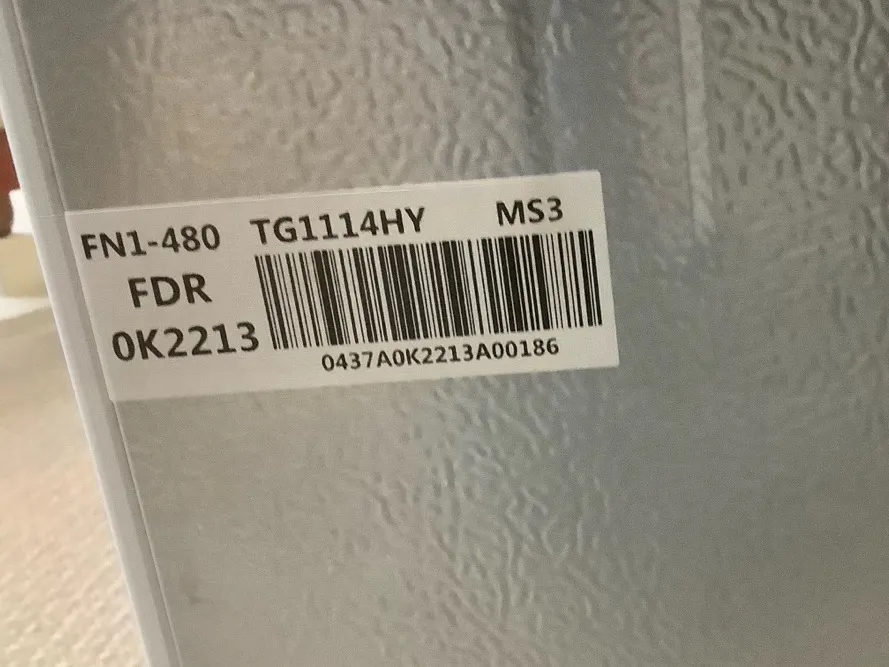 FN1-480 TG1114HY MS3
FDR
0K2213
0437A0K2213A00186